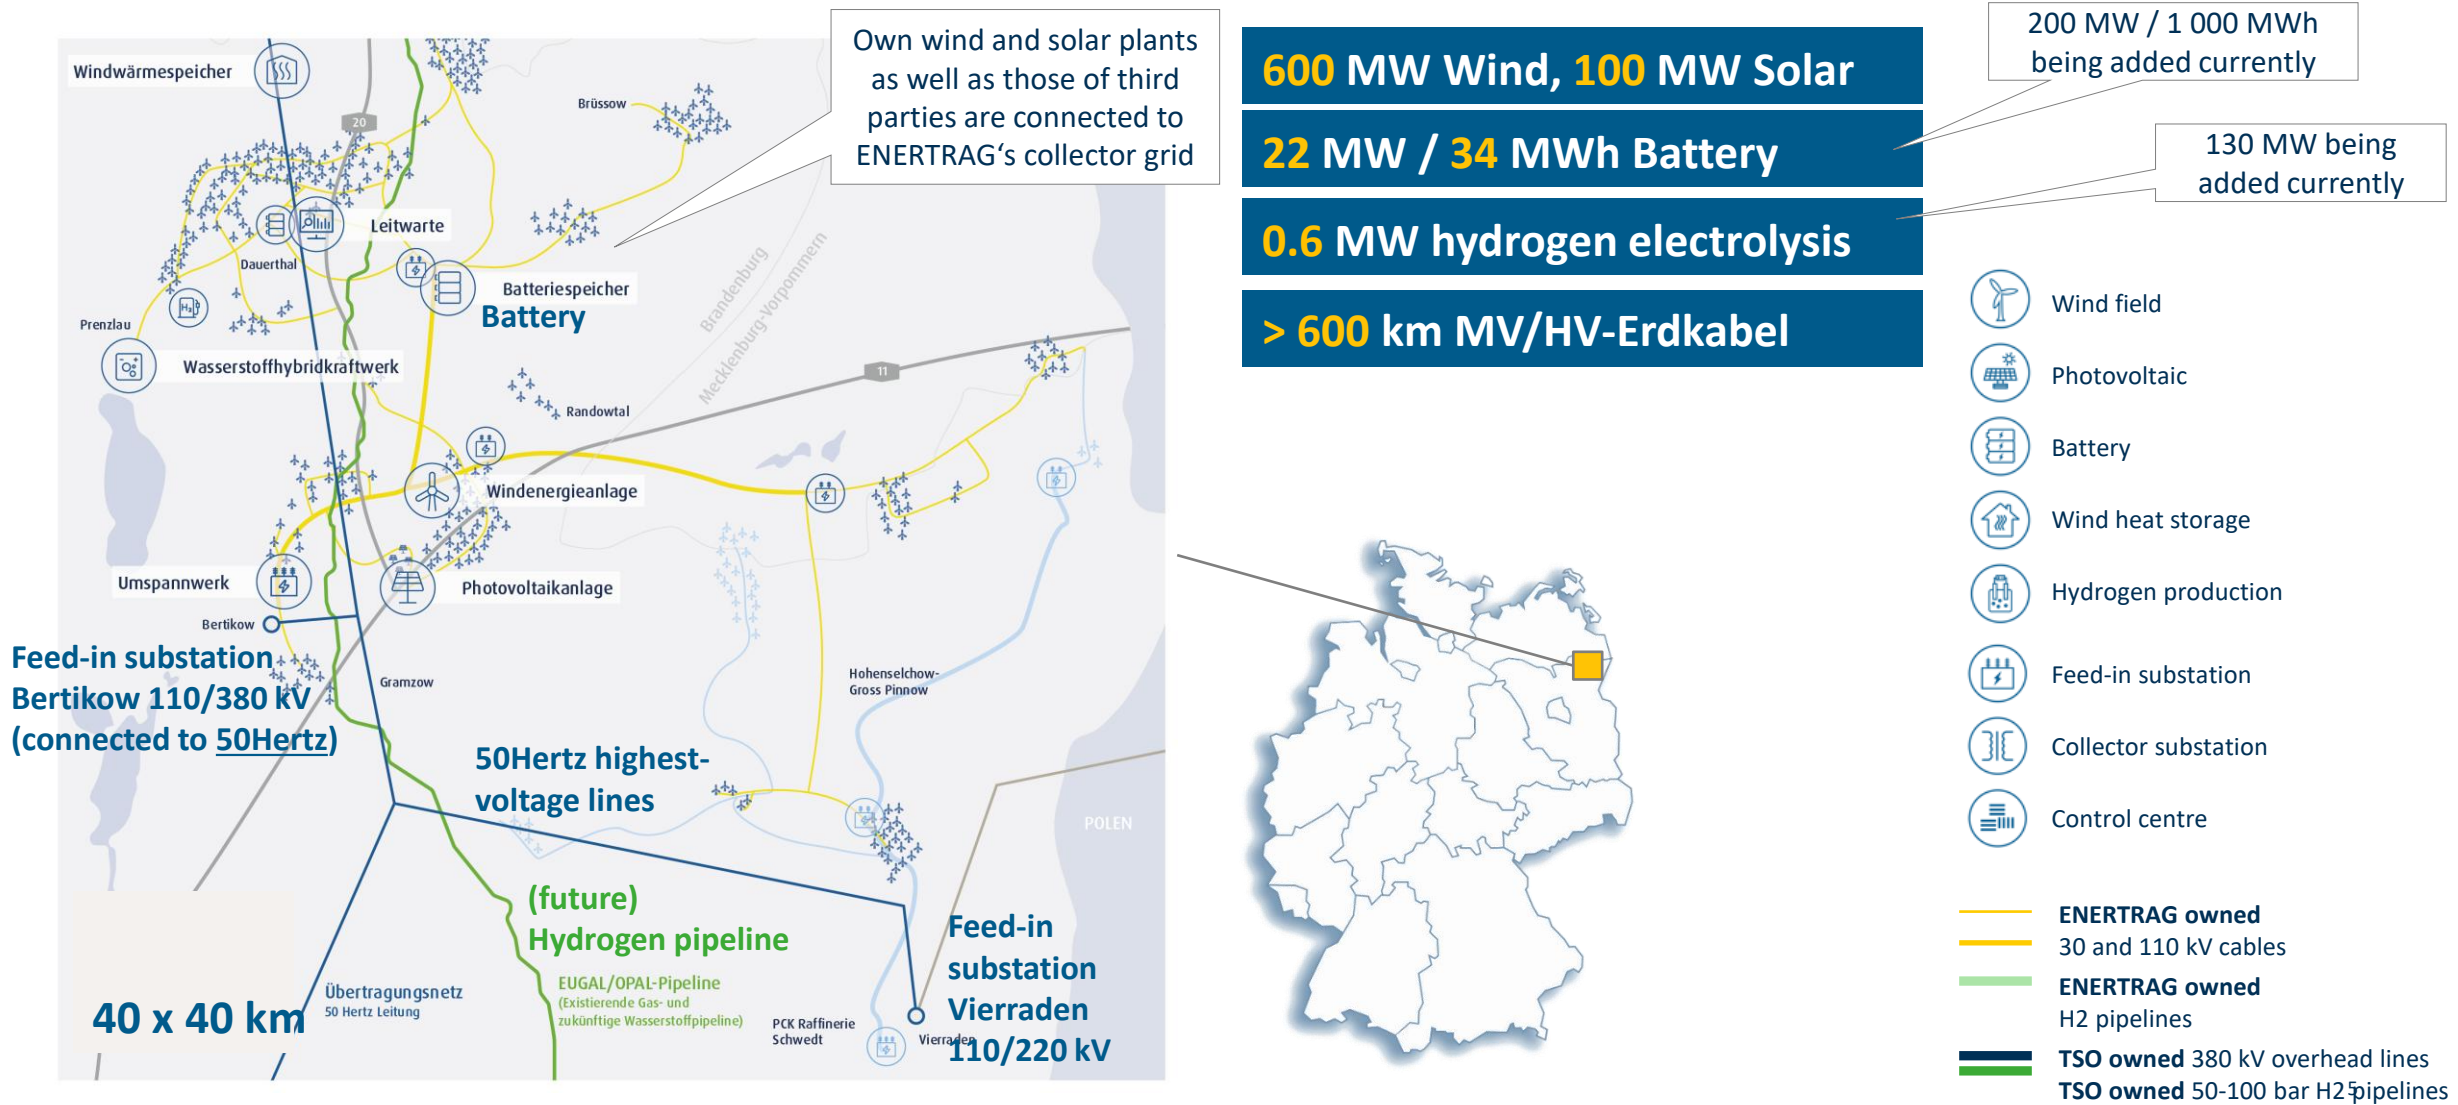 Windwärmespeicher
20
Brüssow
Own wind and solar plants
as well as those of third
parties are connected to
ENERTRAG‘s collector grid
Leitwarte
Dauerthal
Batteriespeicher
Battery
Prenzlau
Wasserstoffhybridkraftwerk
H2
Brandenburg
Mecklenburg-Vorpommern
11
Randowtal
Windenergieanlage
Umspannwerk
Photovoltaikanlage
Bertikow
Feed-in substation
Bertikow 110/380 kV
(connected to 50Hertz)
Gramzow
Hohenselchow-
Gross Pinnow
50Hertz highest-
voltage lines
POLEN
(future)
Hydrogen pipeline
EUGAL/OPAL-Pipeline
(Existierende Gas- und
zukünftige Wasserstoffpipeline)
Feed-in
substation
Vierraden
110/220 kV
40 x 40 km
Übertragungsnetz
50 Hertz Leitung
PCK Raffinerie
Schwedt
Vierraden
600 MW Wind, 100 MW Solar
22 MW / 34 MWh Battery
0.6 MW hydrogen electrolysis
> 600 km MV/HV-Erdkabel
200 MW / 1 000 MWh
being added currently
130 MW being
added currently
Wind field
Photovoltaic
Battery
Wind heat storage
Hydrogen production
Feed-in substation
Collector substation
Control centre
ENERTRAG owned
30 and 110 kV cables
ENERTRAG owned
H2 pipelines
TSO owned 380 kV overhead lines
TSO owned 50-100 bar H2 pipelines
5